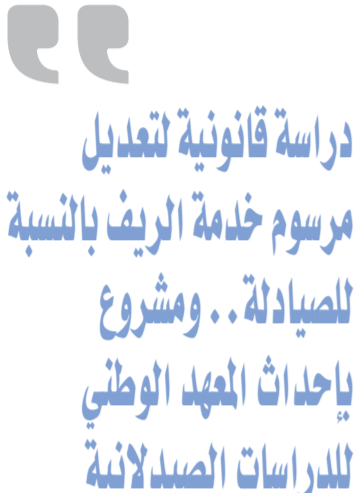 دراسة قانونية لتعديل
مرسوم خدمة الريف بالنسبة
للصيادلة . . ومشروع
بإحداث المعهد الوطني
للدراسات الصيدلانية